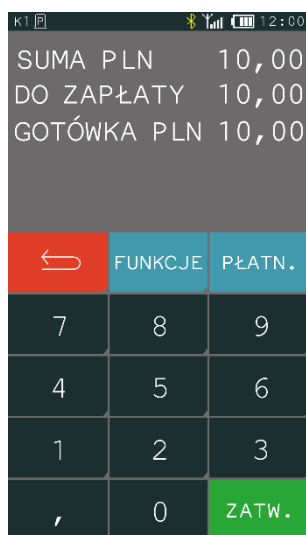 K1 P 12:00
SUMA PLN 10,00
DO ZAPŁATY 10,00
GOTÓWKA PLN 10,00
FUNKCJE PŁATN.
7 8 9
4 5 6
1 2 3
, 0 ZATW.